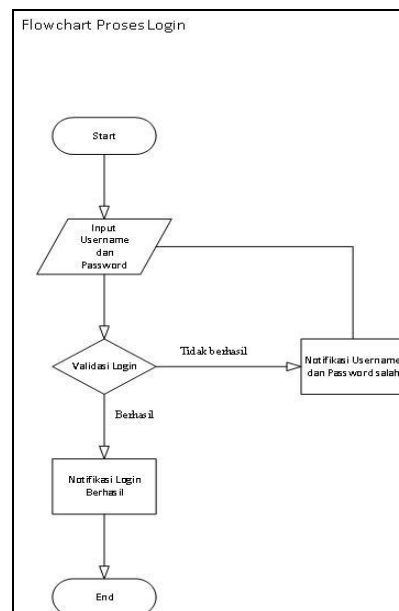 Flowchart Proses Login
Start
Input
Username
dan
Password
Validasi Login
Tidak berhasil
Notifikasi Username
dan Password salah
Berhasil
Notifikasi Login
Berhasil
End